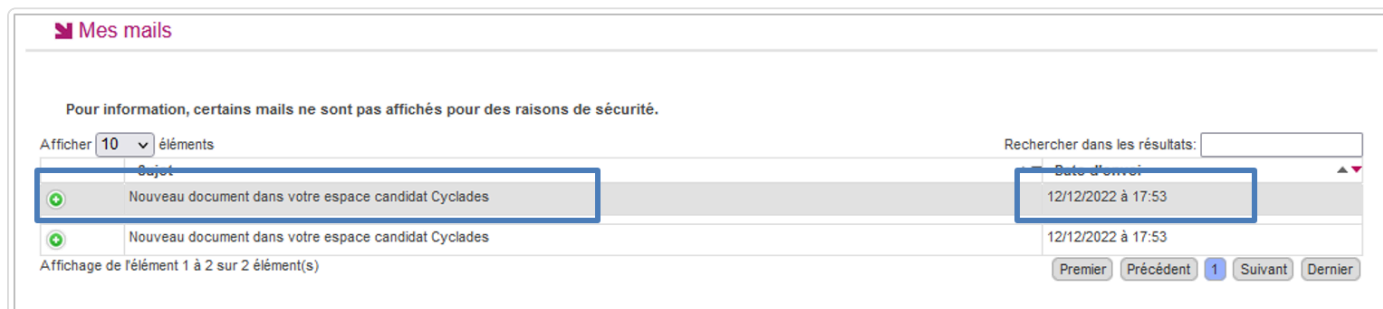 Mes mails
Pour information, certains mails ne sont pas affichés pour des raisons de sécurité.
Afficher 10 éléments
Rechercher dans les résultats:
Sujet Date d'envoi
Nouveau document dans votre espace candidat Cyclades 12/12/2022 à 17:53
Nouveau document dans votre espace candidat Cyclades 12/12/2022 à 17:53
Affichage de l'élément 1 à 2 sur 2 élément(s)
Premier Précédent 1 Suivant Dernier